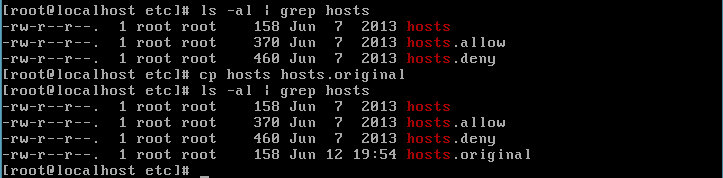 [root@localhost etc]# ls -al | grep hosts
-rw-r--r--.  1 root root    158 Jun  7  2013 hosts
-rw-r--r--.  1 root root    370 Jun  7  2013 hosts.allow
-rw-r--r--.  1 root root    460 Jun  7  2013 hosts.deny
[root@localhost etc]# cp hosts hosts.original
[root@localhost etc]# ls -al | grep hosts
-rw-r--r--.  1 root root    158 Jun  7  2013 hosts
-rw-r--r--.  1 root root    370 Jun  7  2013 hosts.allow
-rw-r--r--.  1 root root    460 Jun  7  2013 hosts.deny
-rw-r--r--.  1 root root    158 Jun 12 19:54 hosts.original
[root@localhost etc]# _